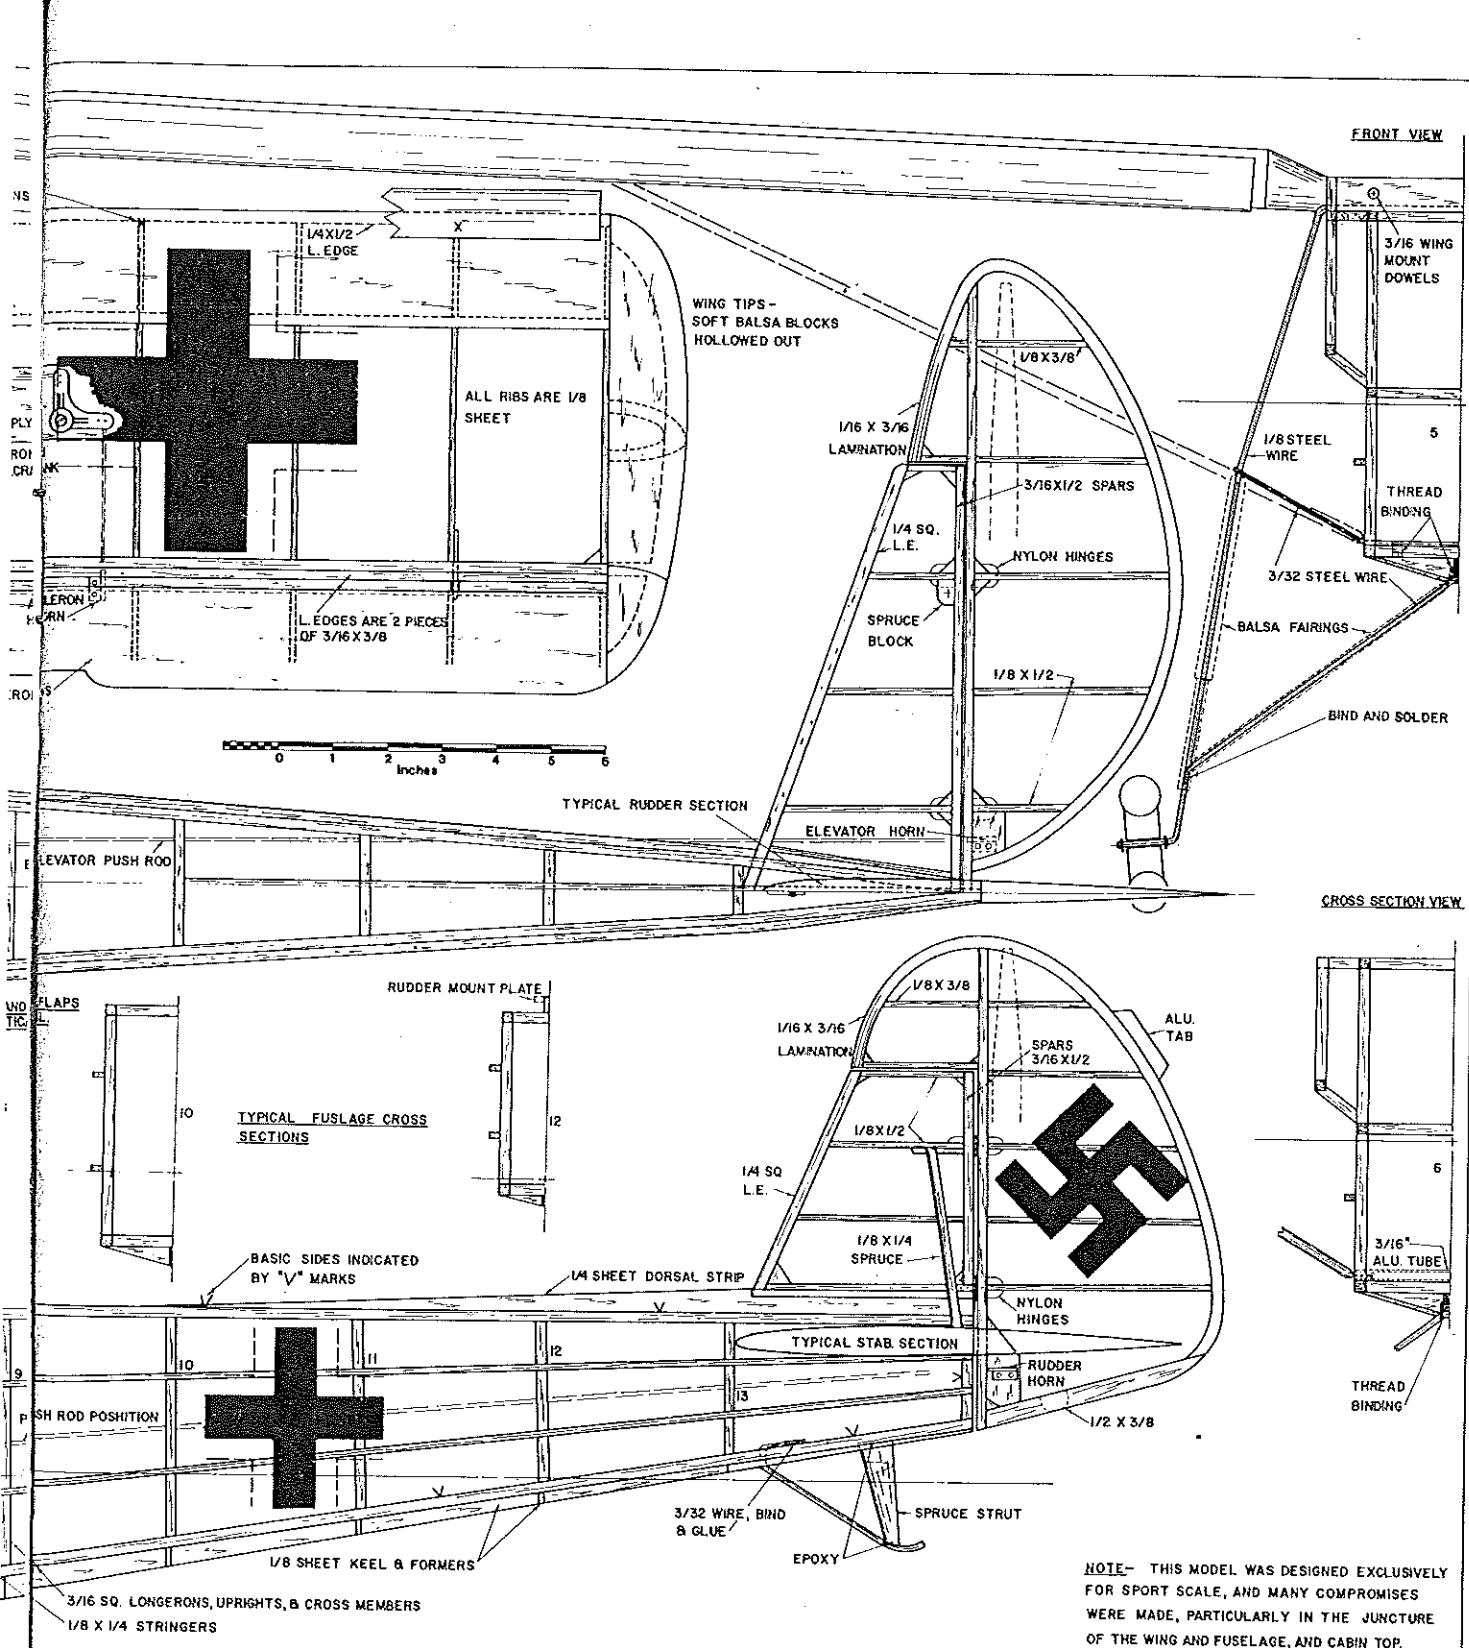 FRONT VIEW
NS
1/4X1/2
L. EDGE
X
3/16 WING
MOUNT
DOWELS
WING TIPS -
SOFT BALSA BLOCKS
HOLLOWED OUT
1/8 X 3/8
ALL RIBS ARE 1/8
SHEET
PLY
1/16 X 3/16
LAMINATION
1/8 STEEL
WIRE
5
NK
3/16X1/2 SPARS
THREAD
BINDING
1/4 SQ.
L.E.
NYLON HINGES
3/32 STEEL WIRE
LERON
L. EDGES ARE 2 PIECES
OF 3/16 X 3/8
SPRUCE
BLOCK
BALSA FAIRINGS
1/8 X 1/2
BIND AND SOLDER
0 1 2 3 4 5 6
Inches
TYPICAL RUDDER SECTION
ELEVATOR HORN
ELEVATOR PUSH ROD
CROSS SECTION VIEW
FLAPS
RUDDER MOUNT PLATE
1/8 X 3/8
1/16 X 3/16
LAMINATION
ALU.
TAB
SPARS
3/16 X1/2
10
TYPICAL FUSLAGE CROSS
SECTIONS
12
1/8X1/2
1/4 SQ
L.E.
6
1/8 X 1/4
SPRUCE
3/16"
ALU. TUBE
BASIC SIDES INDICATED
BY "V" MARKS
1/4 SHEET DORSAL STRIP
NYLON
HINGES
TYPICAL STAB. SECTION
9
10
11
12
13
RUDDER
HORN
SH ROD POSHITION
THREAD
BINDING
1/2 X 3/8
3/32 WIRE, BIND
& GLUE
SPRUCE STRUT
EPOXY
1/8 SHEET KEEL & FORMERS
3/16 SQ. LONGERONS, UPRIGHTS, & CROSS MEMBERS
1/8 X 1/4 STRINGERS
NOTE- THIS MODEL WAS DESIGNED EXCLUSIVELY
FOR SPORT SCALE, AND MANY COMPROMISES
WERE MADE, PARTICULARLY IN THE JUNCTURE
OF THE WING AND FUSELAGE, AND CABIN TOP.